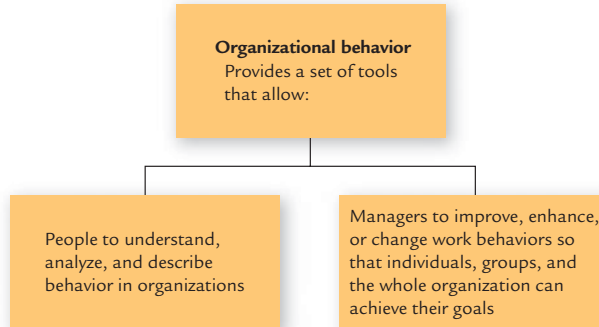 Organizational behavior
Provides a set of tools
that allow:
People to understand,
analyze, and describe
behavior in organizations
Managers to improve, enhance,
or change work behaviors so
that individuals, groups, and
the whole organization can
achieve their goals